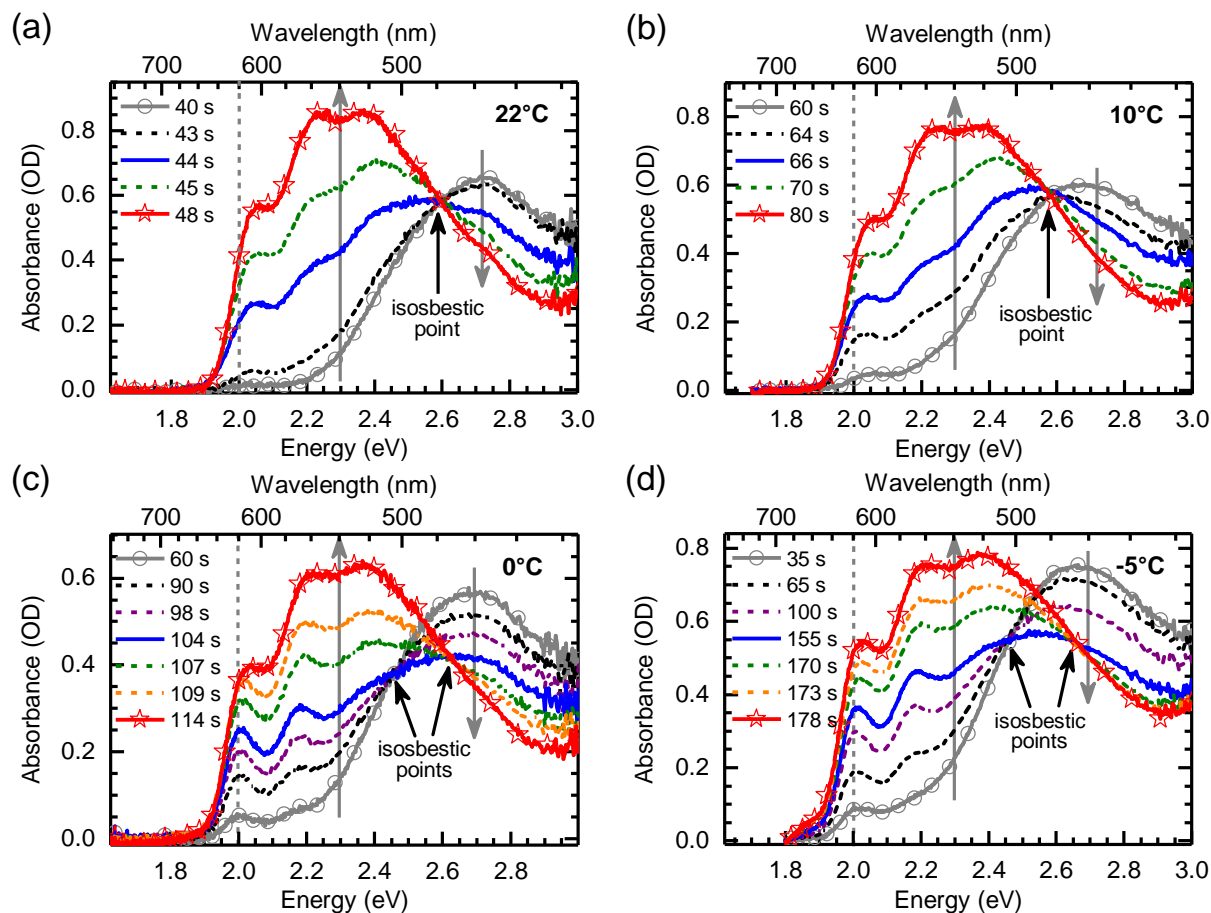 (a)
Wavelength (nm)
700 600 500
40 s
43 s
44 s
45 s
48 s
22°C
isosbestic
point
Absorbance (OD)
0.8
0.6
0.4
0.2
0.0
1.8 2.0 2.2 2.4 2.6 2.8 3.0
Energy (eV)
(b)
Wavelength (nm)
700 600 500
60 s
64 s
66 s
70 s
80 s
10°C
isosbestic
point
Absorbance (OD)
0.8
0.6
0.4
0.2
0.0
1.8 2.0 2.2 2.4 2.6 2.8 3.0
Energy (eV)
(c)
Wavelength (nm)
700 600 500
60 s
90 s
98 s
104 s
107 s
109 s
114 s
0°C
isosbestic
points
Absorbance (OD)
0.6
0.4
0.2
0.0
1.8 2.0 2.2 2.4 2.6 2.8
Energy (eV)
(d)
Wavelength (nm)
700 600 500
35 s
65 s
100 s
155 s
170 s
173 s
178 s
-5°C
isosbestic
points
Absorbance (OD)
0.8
0.6
0.4
0.2
0.0
1.8 2.0 2.2 2.4 2.6 2.8 3.0
Energy (eV)